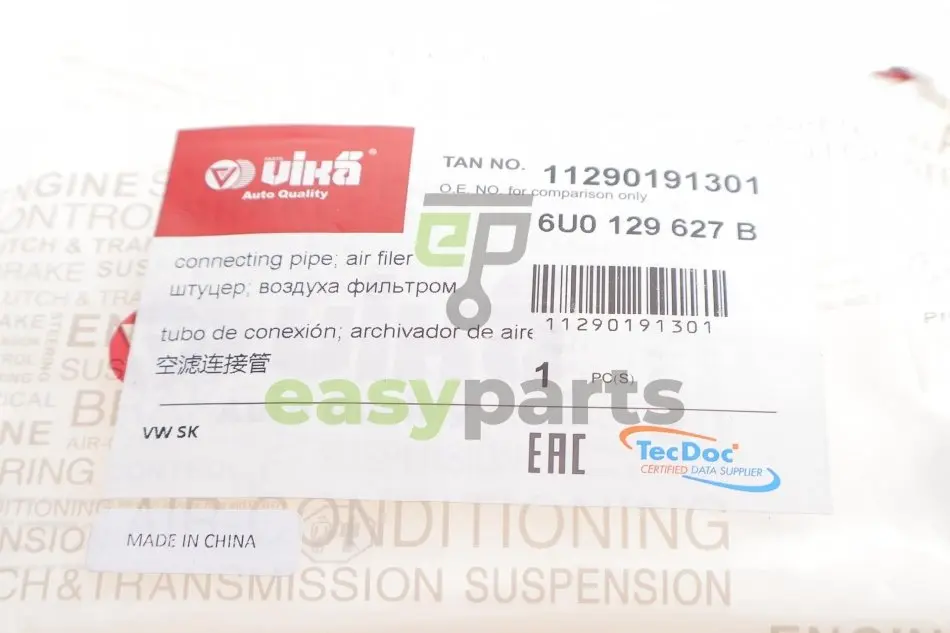 VIKA
Auto Quality
TAN NO. 11290191301
O.E. NO. for comparison only
6U0 129 627 B
connecting pipe; air filer
штуцер; воздуха фильтром
tubo de conexión; archivador de aire
空滤连接管
11290191301
1 PC(S)
VW SK
EAC
TecDoc
CERTIFIED DATA SUPPLIER
MADE IN CHINA
ep
easyparts
AIR CONDITIONING
CH&TRANSMISSION SUSPENSION